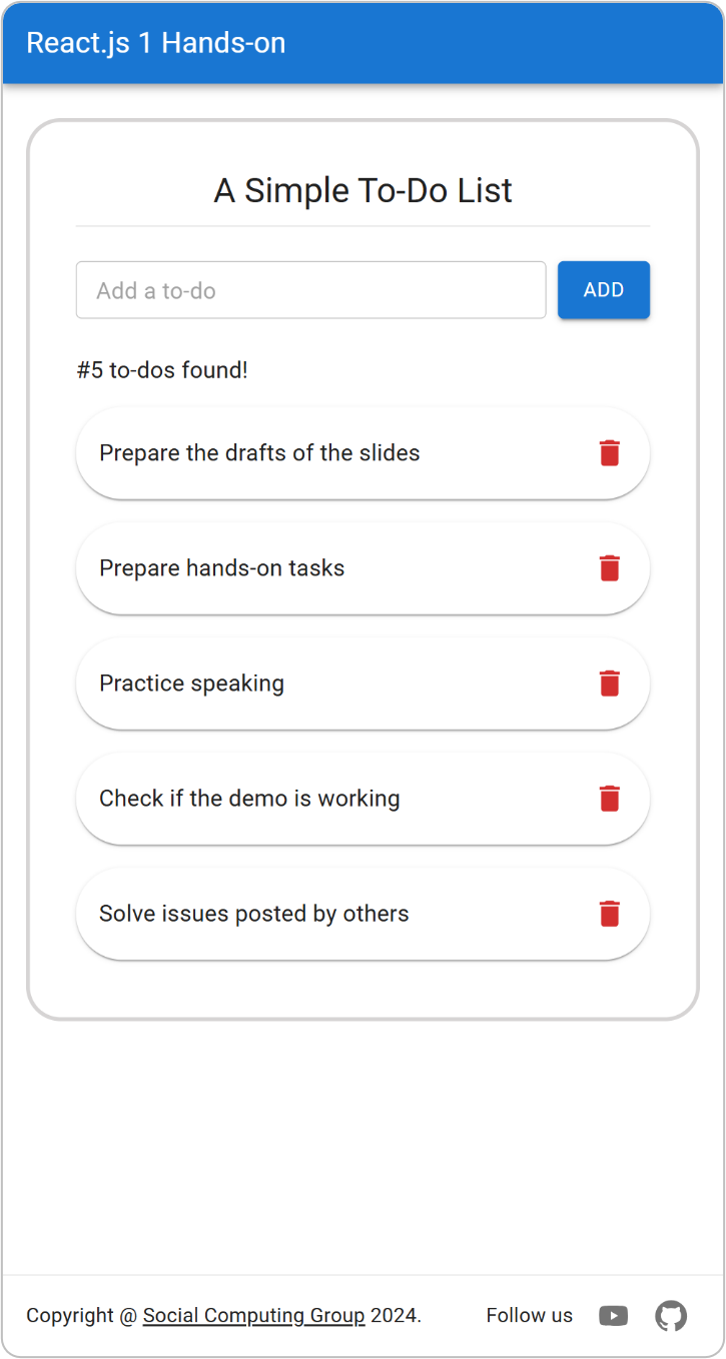 React.js 1 Hands-on
A Simple To-Do List
Add a to-do
ADD
#5 to-dos found!
Prepare the drafts of the slides
Prepare hands-on tasks
Practice speaking
Check if the demo is working
Solve issues posted by others
Copyright @ Social Computing Group 2024.
Follow us